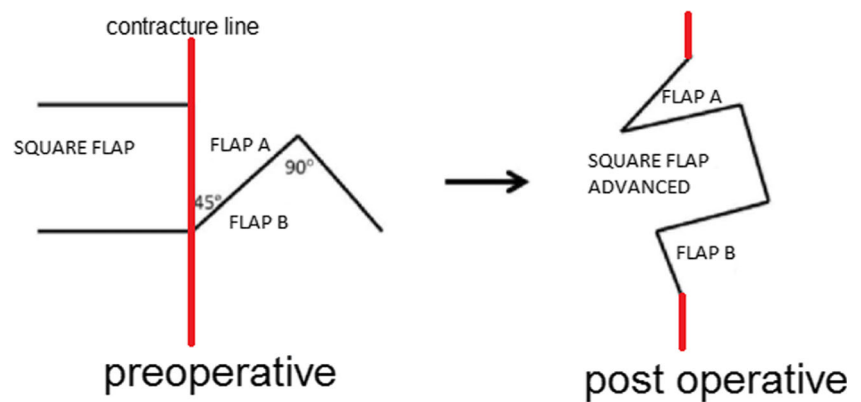 contracture line
SQUARE FLAP
FLAP A
90°
45°
FLAP B
preoperative
FLAP A
SQUARE FLAP
ADVANCED
FLAP B
post operative